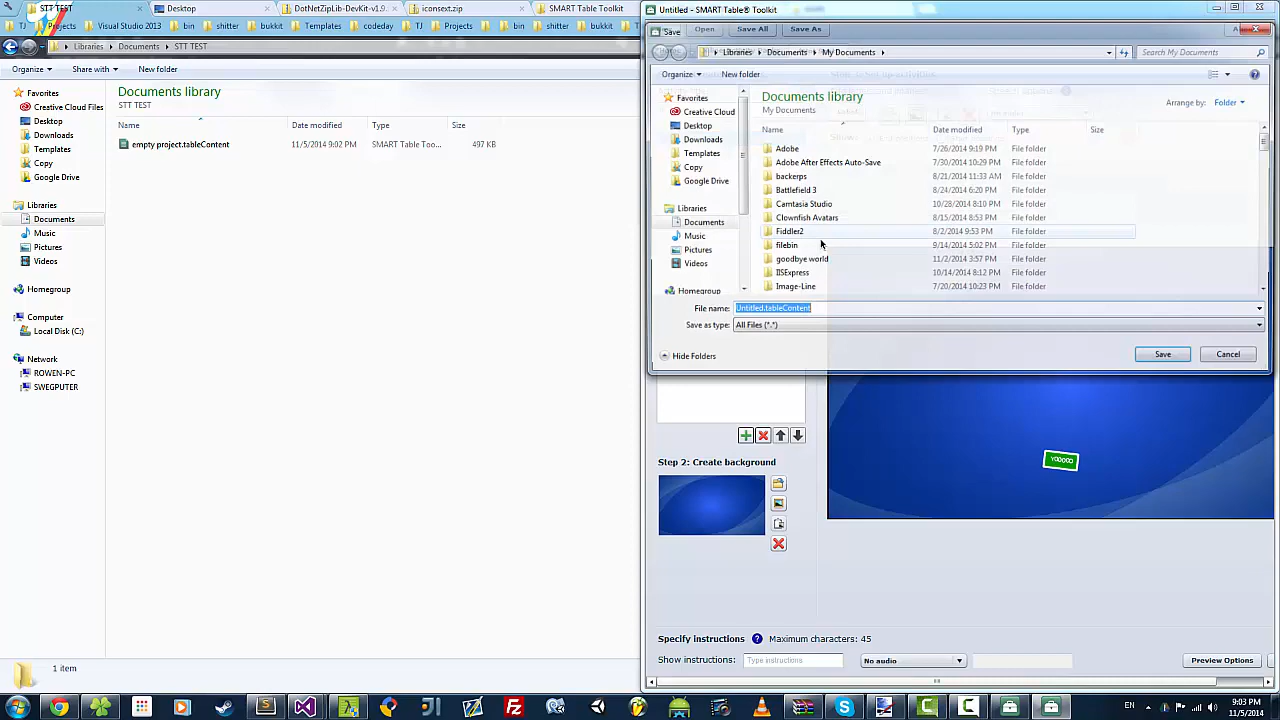 STT TEST
Desktop
DotNetZipLib-DevKit-v1.9...
iconsext.zip
SMART Table Toolkit
TJ
Projects
Visual Studio 2013
bin
shitter
bukkit
Templates
codeday
TJ
Projects
bin
shitter
bukkit
Libraries
Documents
STT TEST
Organize
Share with
New folder
Favorites
Creative Cloud Files
Desktop
Downloads
Templates
Copy
Google Drive
Libraries
Documents
Music
Pictures
Videos
Homegroup
Computer
Local Disk (C:)
Network
ROWEN-PC
SWEGPUTER
Documents library
STT TEST
Name
Date modified
Type
Size
empty project.tableContent
11/5/2014 9:02 PM
SMART Table Too...
497 KB
1 item
Untitled - SMART Table® Toolkit
Save
Open
Save All
Save As
Libraries
Documents
My Documents
Search My Documents
Organize
New folder
Favorites
Creative Cloud
Desktop
Downloads
Templates
Copy
Google Drive
Libraries
Documents
Music
Pictures
Videos
Homegroup
Documents library
My Documents
Arrange by:
Folder
Name
Date modified
Type
Size
Adobe
7/26/2014 9:19 PM
File folder
Adobe After Effects Auto-Save
7/30/2014 10:29 PM
File folder
backerps
8/21/2014 11:33 AM
File folder
Battlefield 3
8/24/2014 6:20 PM
File folder
Camtasia Studio
10/28/2014 8:10 PM
File folder
Clownfish Avatars
8/15/2014 8:53 PM
File folder
Fiddler2
8/2/2014 9:53 PM
File folder
filebin
9/14/2014 5:02 PM
File folder
goodbye world
11/2/2014 3:57 PM
File folder
IISExpress
10/14/2014 8:12 PM
File folder
Image-Line
7/20/2014 10:23 PM
File folder
File name:
Untitled.tableContent
Save as type:
All Files (*.*)
Hide Folders
Save
Cancel
Step 2: Create background
Specify instructions
Maximum characters: 45
Show instructions:
Type instructions
No audio
Preview Options
EN
9:03 PM
11/5/2014